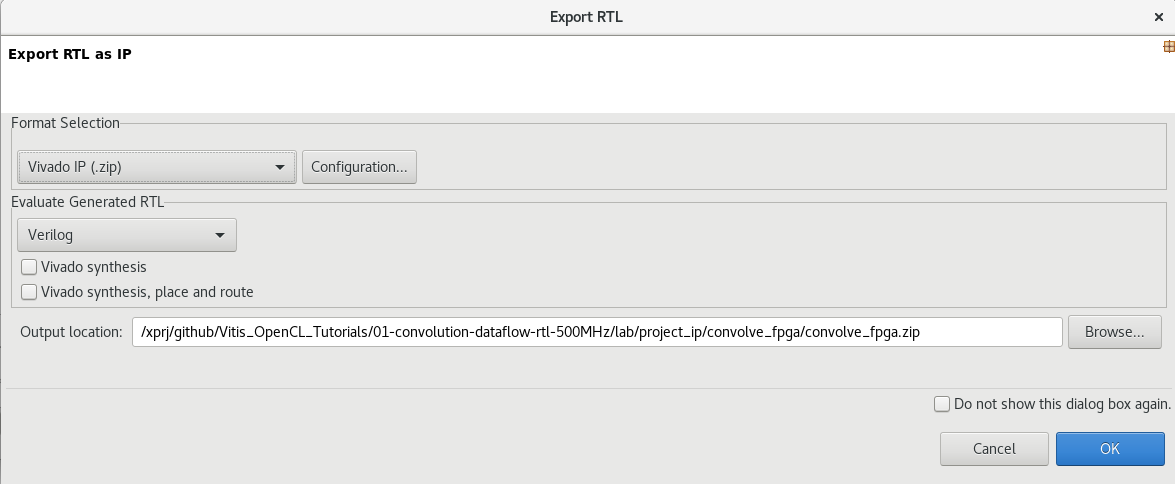 Export RTL
Export RTL as IP
Format Selection
Vivado IP (.zip)
Configuration...
Evaluate Generated RTL
Verilog
Vivado synthesis
Vivado synthesis, place and route
Output location: /xprj/github/Vitis_OpenCL_Tutorials/01-convolution-dataflow-rtl-500MHz/lab/project_ip/convolve_fpga/convolve_fpga.zip Browse...
Do not show this dialog box again.
Cancel OK